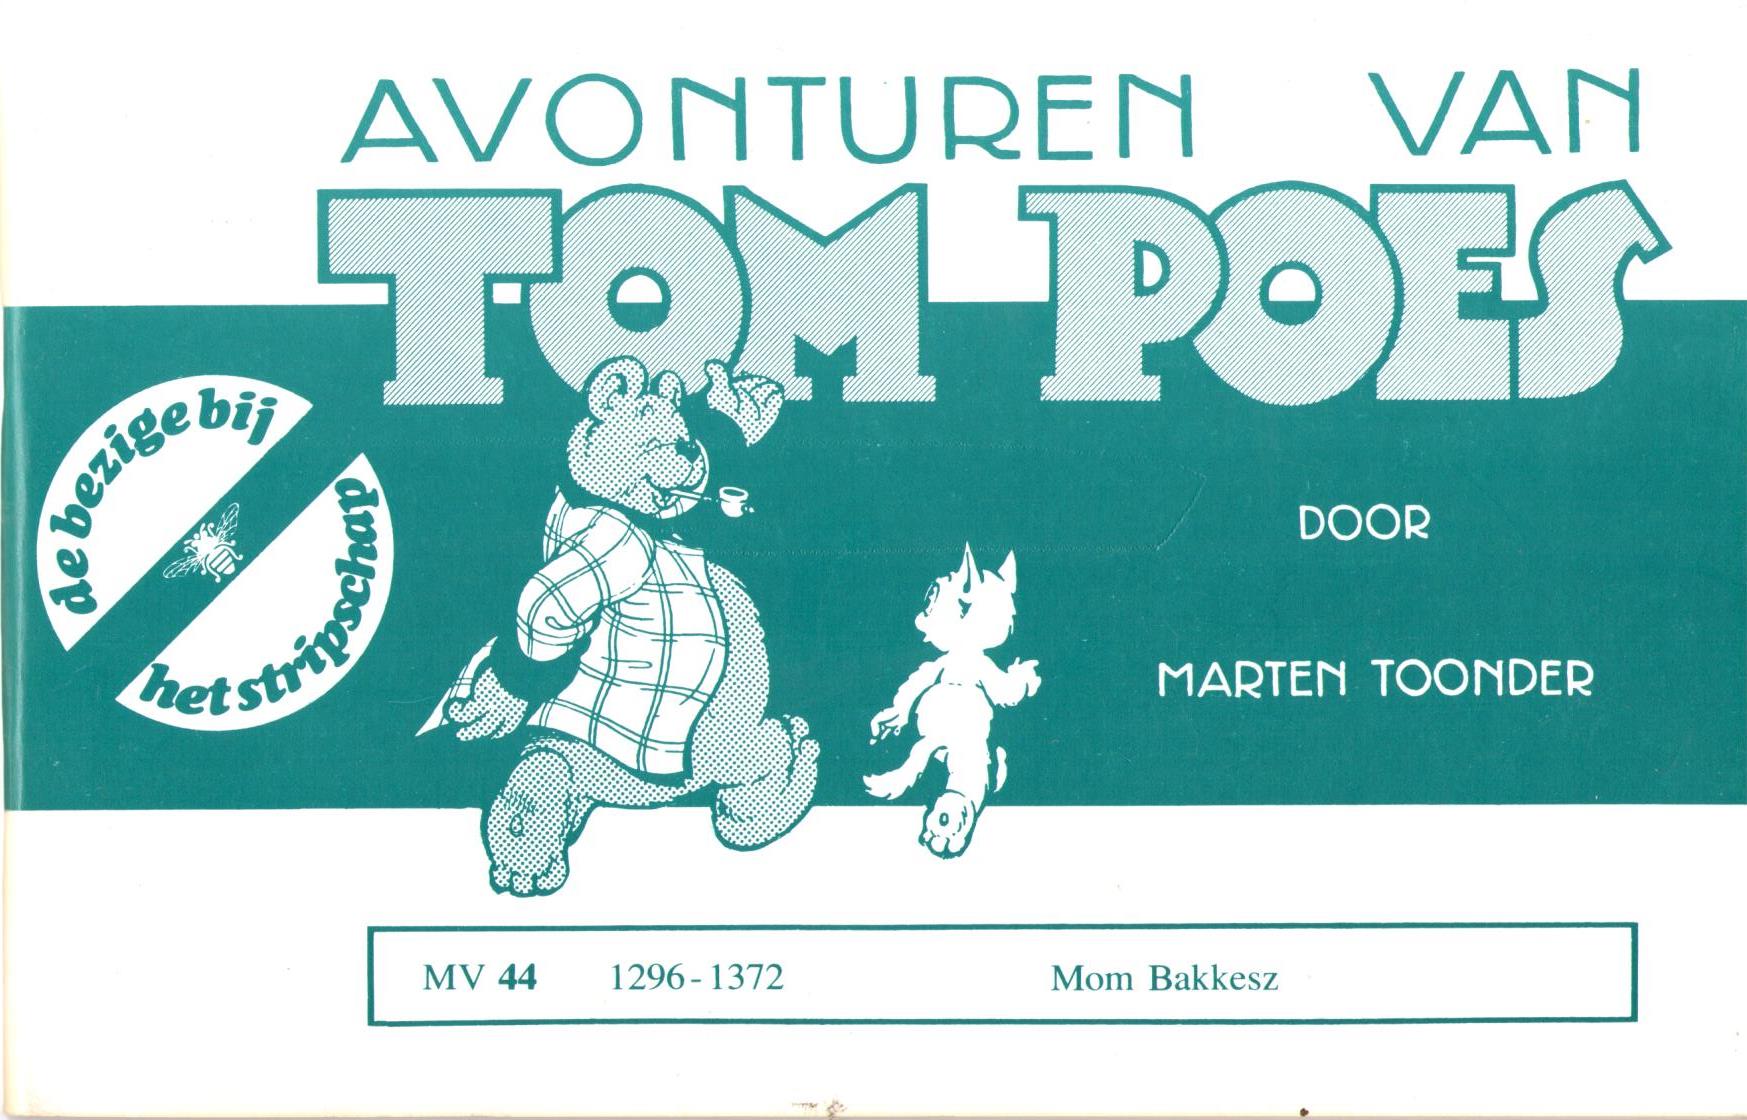 AVONTUREN VAN
TOM POES
de bezige bij
het stripschap
DOOR
MARTEN TOONDER
MV 44 1296-1372 Mom Bakkesz